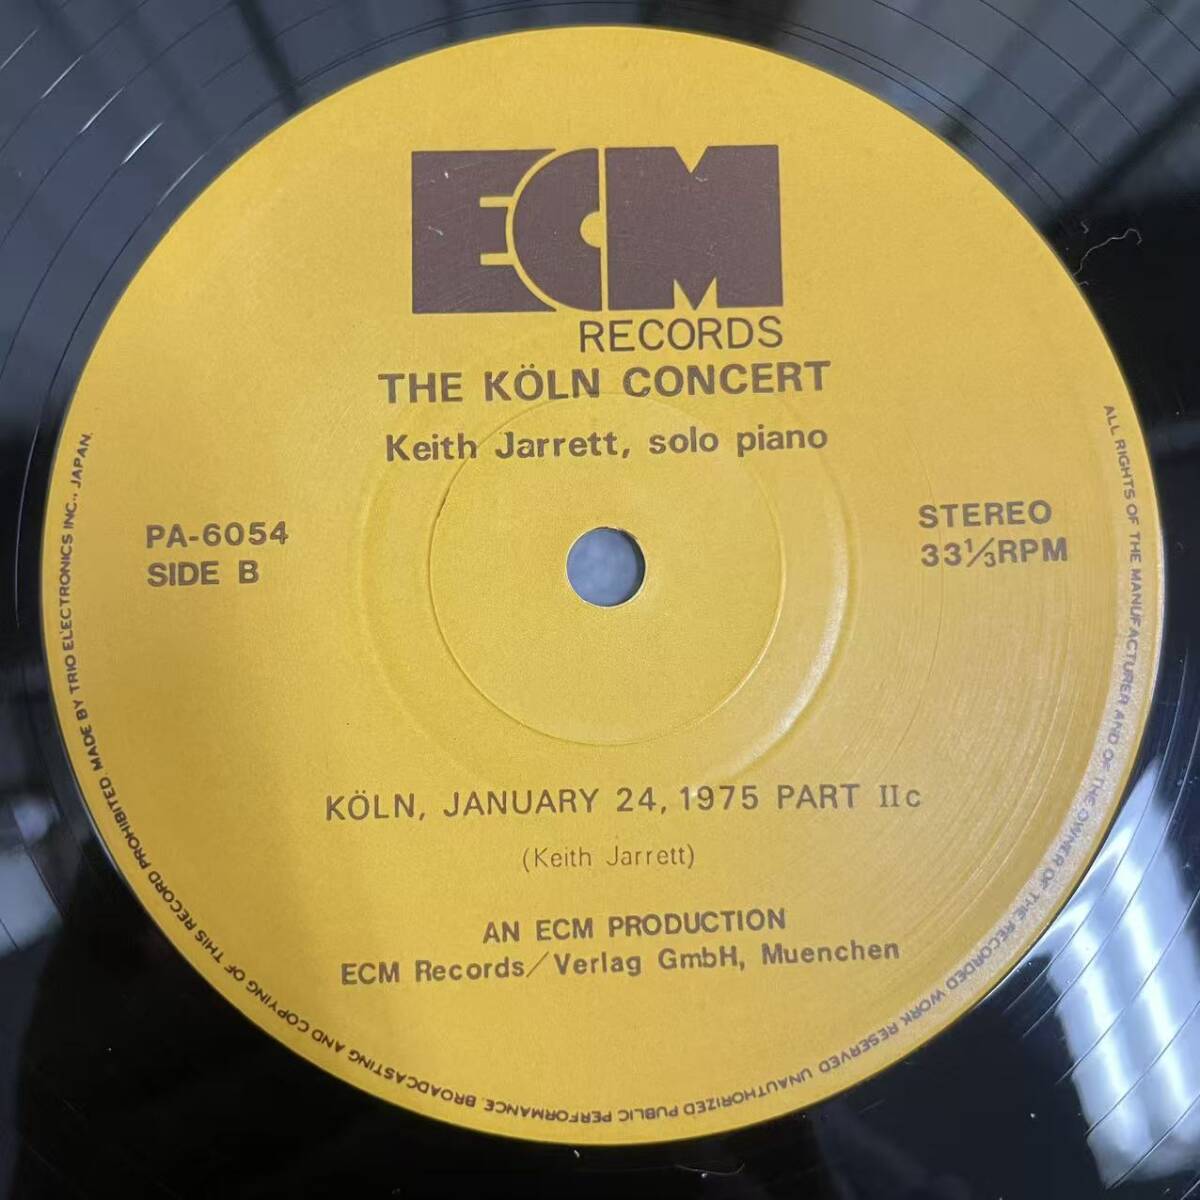 ECM
RECORDS
THE KÖLN CONCERT
Keith Jarrett, solo piano
PA-6054
SIDE B
STEREO
33⅓RPM
KÖLN, JANUARY 24, 1975 PART IIc
(Keith Jarrett)
AN ECM PRODUCTION
ECM Records/Verlag GmbH, Muenchen
ALL RIGHTS OF THE MANUFACTURER AND OF THE OWNER OF THE RECORDED WORK RESERVED UNAUTHORIZED PUBLIC PERFORMANCE. BROADCASTING AND COPYING OF THIS RECORD PROHIBITED. MADE BY TRIO ELECTRONICS INC., JAPAN.